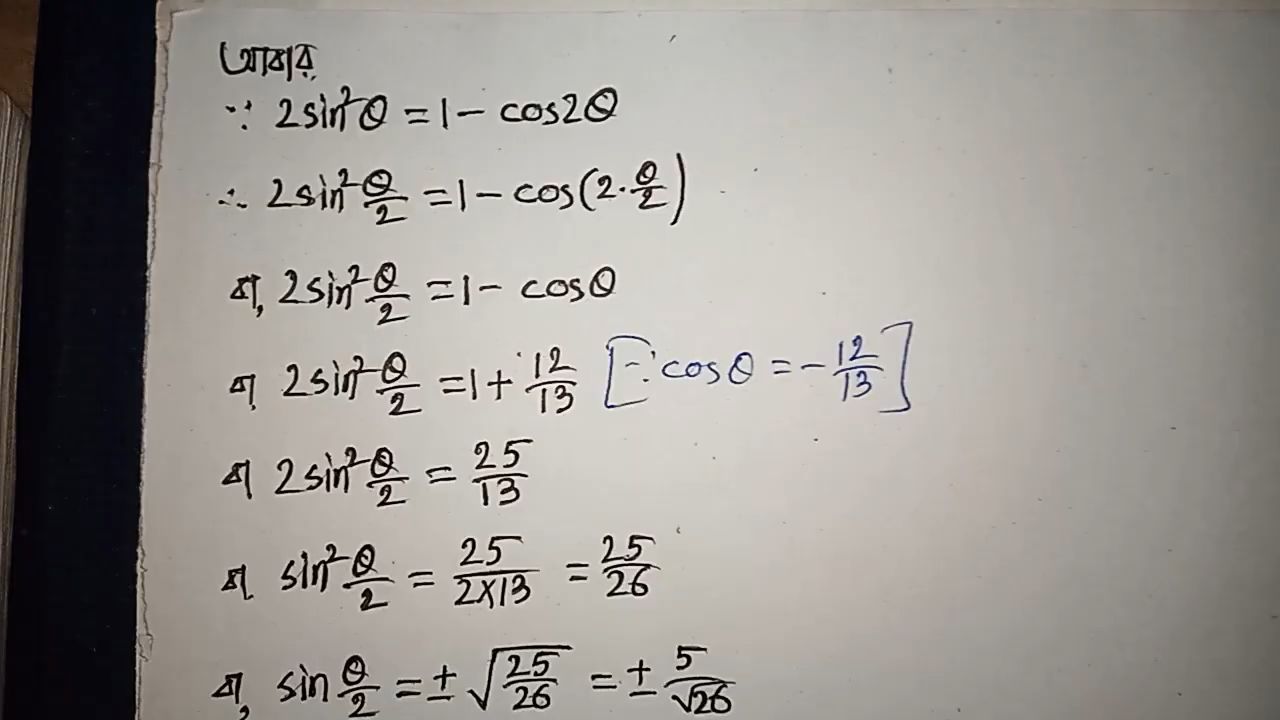 আবার,
∵ 2sin²θ = 1 - cos2θ
∴ 2sin²θ/2 = 1 - cos(2·θ/2)
বা, 2sin²θ/2 = 1 - cosθ
বা, 2sin²θ/2 = 1 + 12/13 [∵ cosθ = -12/13]
বা 2sin²θ/2 = 25/13
বা, sin²θ/2 = 25/2×13 = 25/26
বা, sin θ/2 = ± √25/26 = ± 5/√26